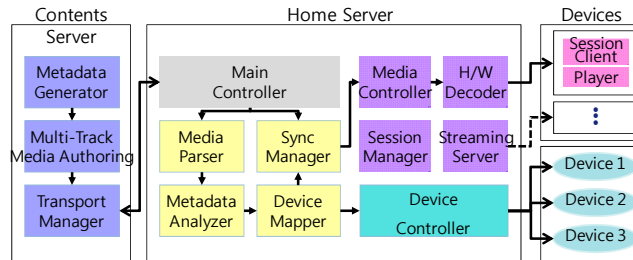 Contents
Server
Metadata
Generator
Multi-Track
Media Authoring
Transport
Manager
Home Server
Main
Controller
Media
Parser
Sync
Manager
Metadata
Analyzer
Device
Mapper
Media
Controller
H/W
Decoder
Session
Manager
Streaming
Server
Device
Controller
Devices
Session
Client
Player
Device 1
Device 2
Device 3